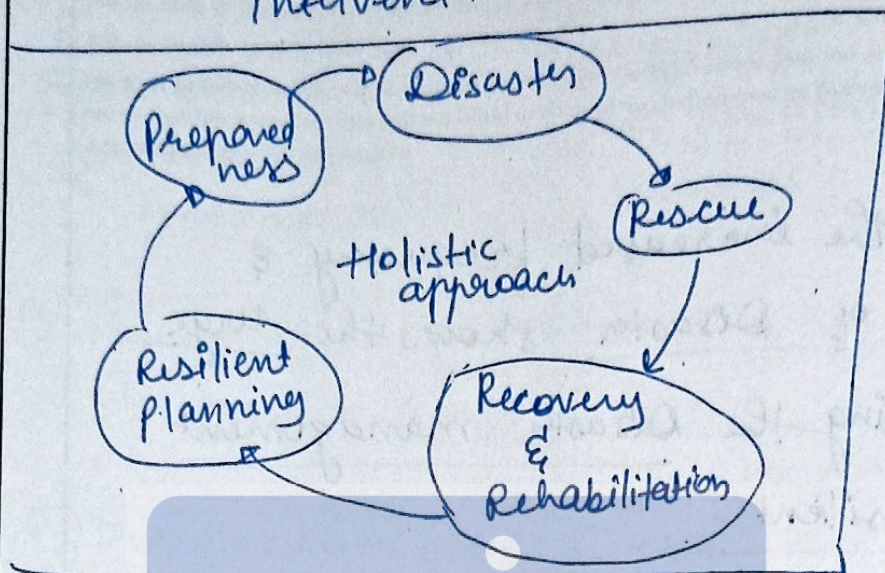 Disaster
Prepared
ness
Rescue
Holistic
approach
Resilient
planning
Recovery
&
Rehabilitation